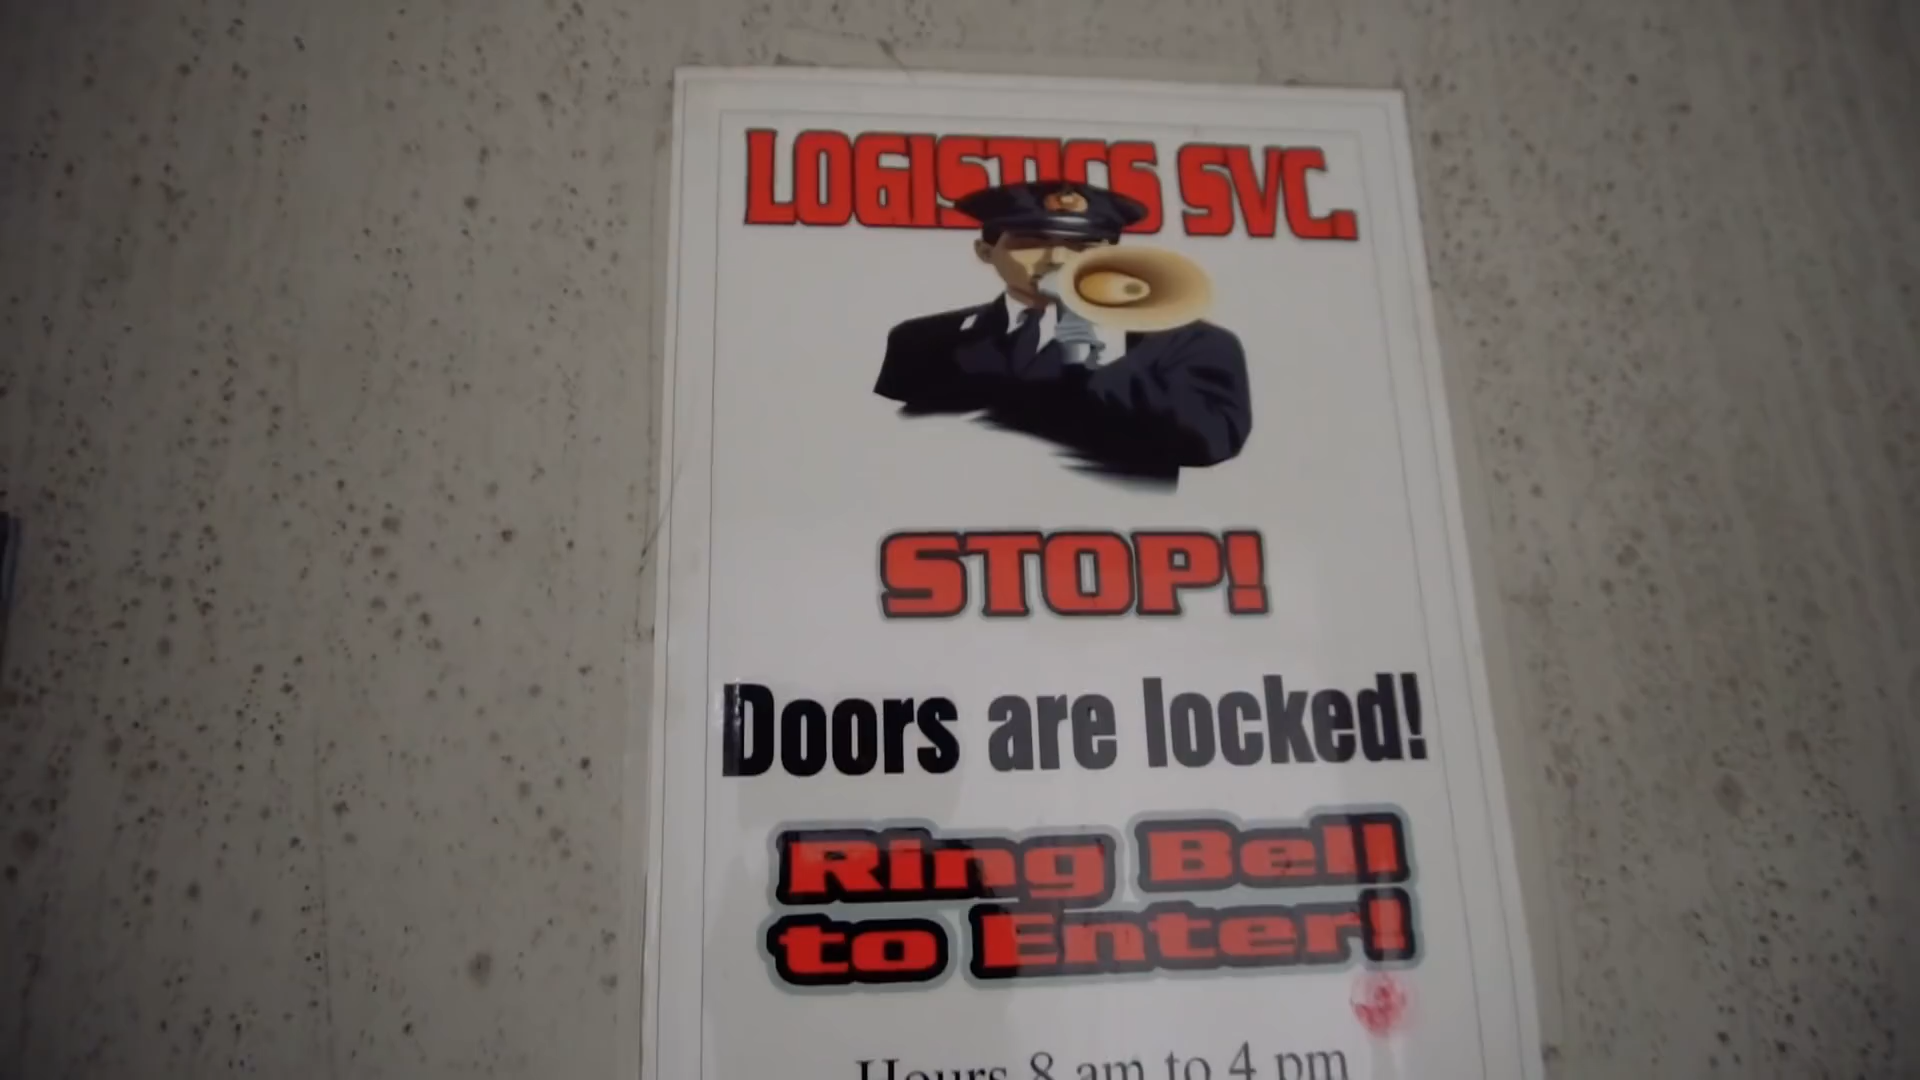 LOGISTICS SVC.
STOP!
Doors are locked!
Ring Bell
to Enter!
Hours 8 am to 4 pm